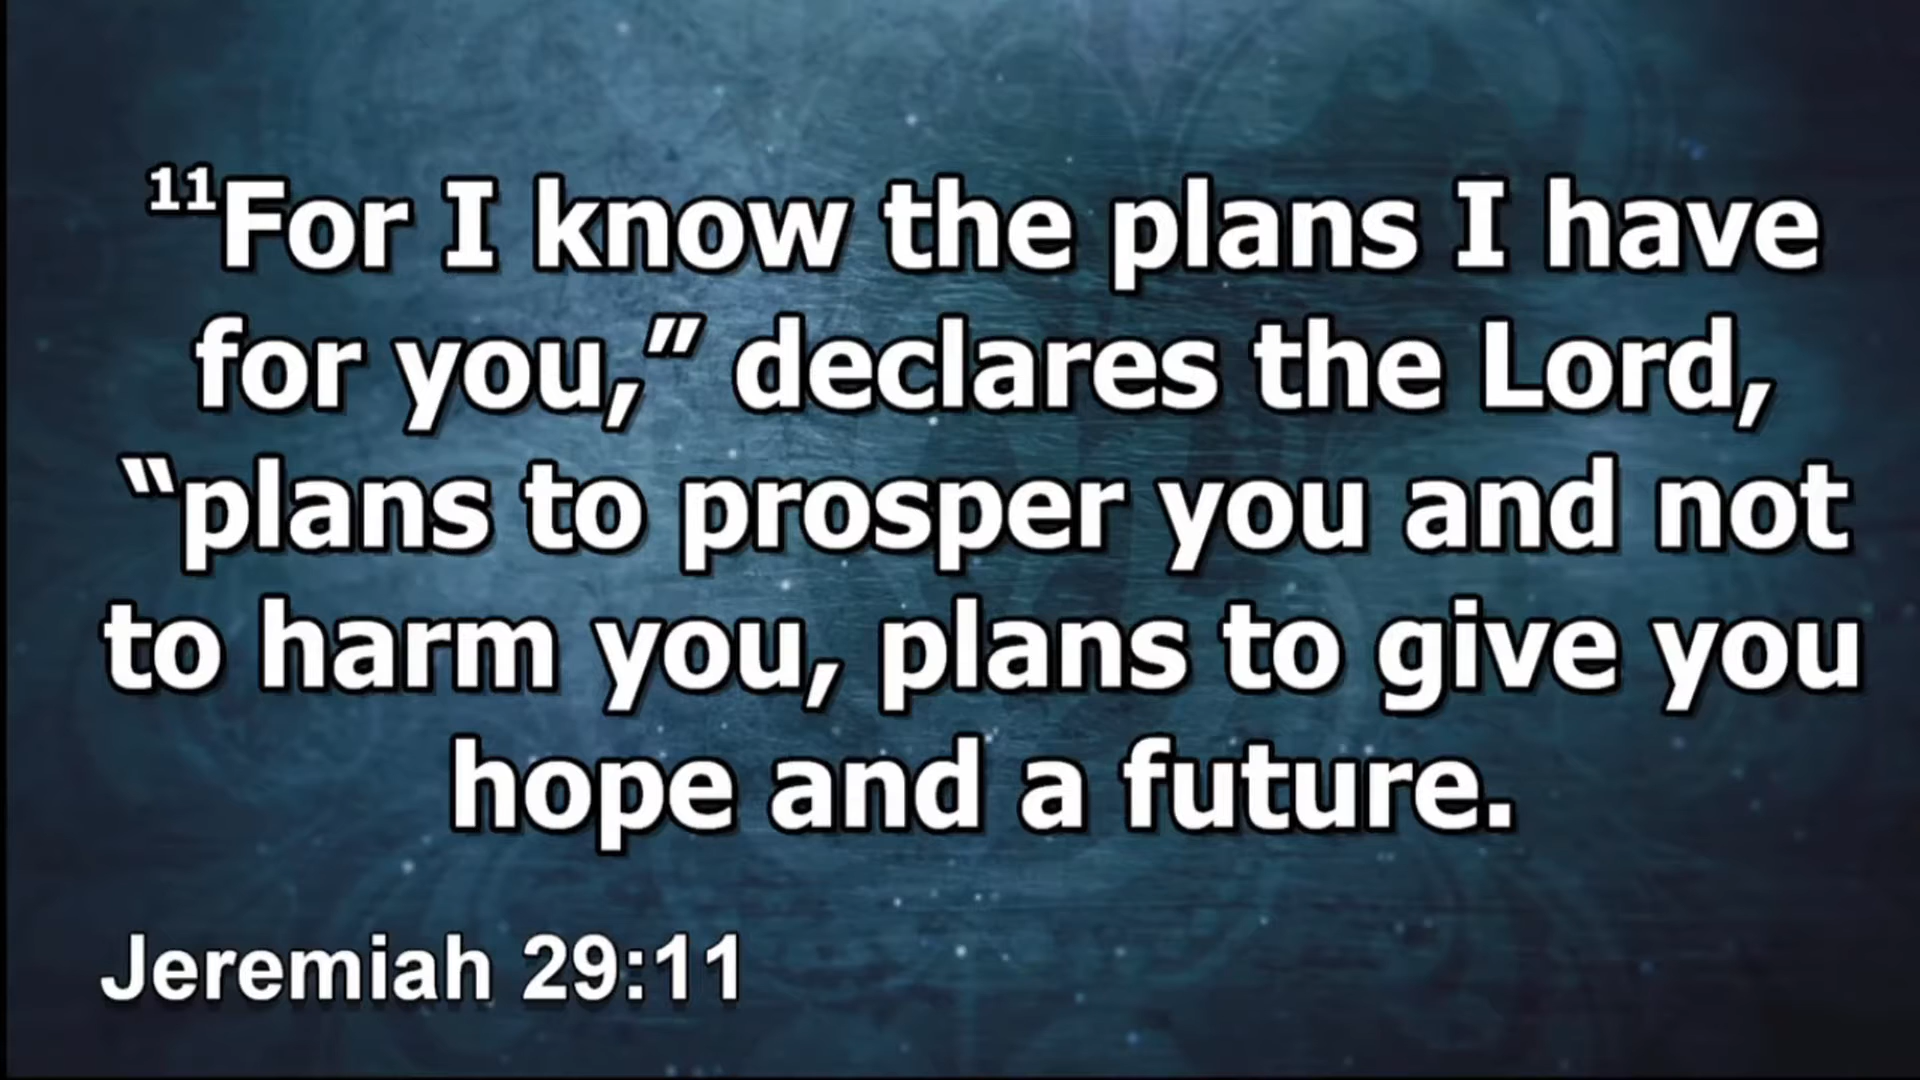 ¹¹For I know the plans I have
for you,” declares the Lord,
“plans to prosper you and not
to harm you, plans to give you
hope and a future.
Jeremiah 29:11